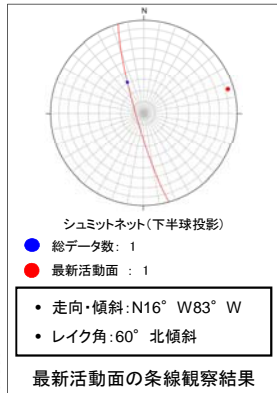 N
シュミットネット(下半球投影)
総データ数: 1
最新活動面 : 1
• 走向・傾斜:N16° W83° W
• レイク角:60° 北傾斜
最新活動面の条線観察結果